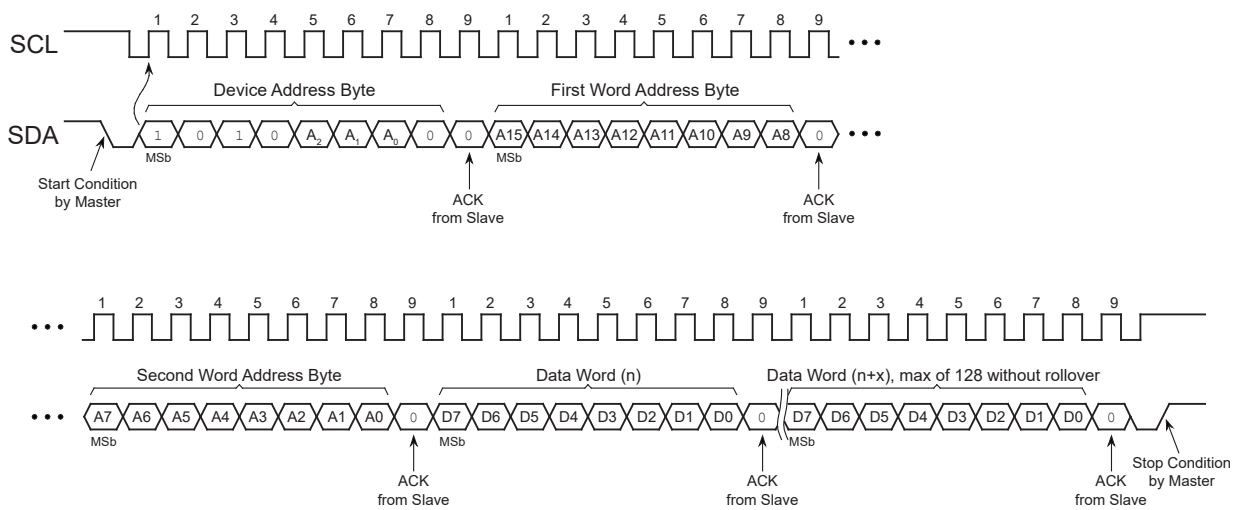 1 2 3 4 5 6 7 8 9 1 2 3 4 5 6 7 8 9
SCL
Device Address Byte First Word Address Byte
SDA 1 0 1 0 A2 A1 A0 0 0 A15 A14 A13 A12 A11 A10 A9 A8 0
MSb MSb
Start Condition
by Master
ACK
from Slave
ACK
from Slave
1 2 3 4 5 6 7 8 9 1 2 3 4 5 6 7 8 9 1 2 3 4 5 6 7 8 9
Second Word Address Byte Data Word (n) Data Word (n+x), max of 128 without rollover
A7 A6 A5 A4 A3 A2 A1 A0 0 D7 D6 D5 D4 D3 D2 D1 D0 0 D7 D6 D5 D4 D3 D2 D1 D0 0
MSb MSb MSb
ACK
from Slave
ACK
from Slave
ACK
from Slave
Stop Condition
by Master